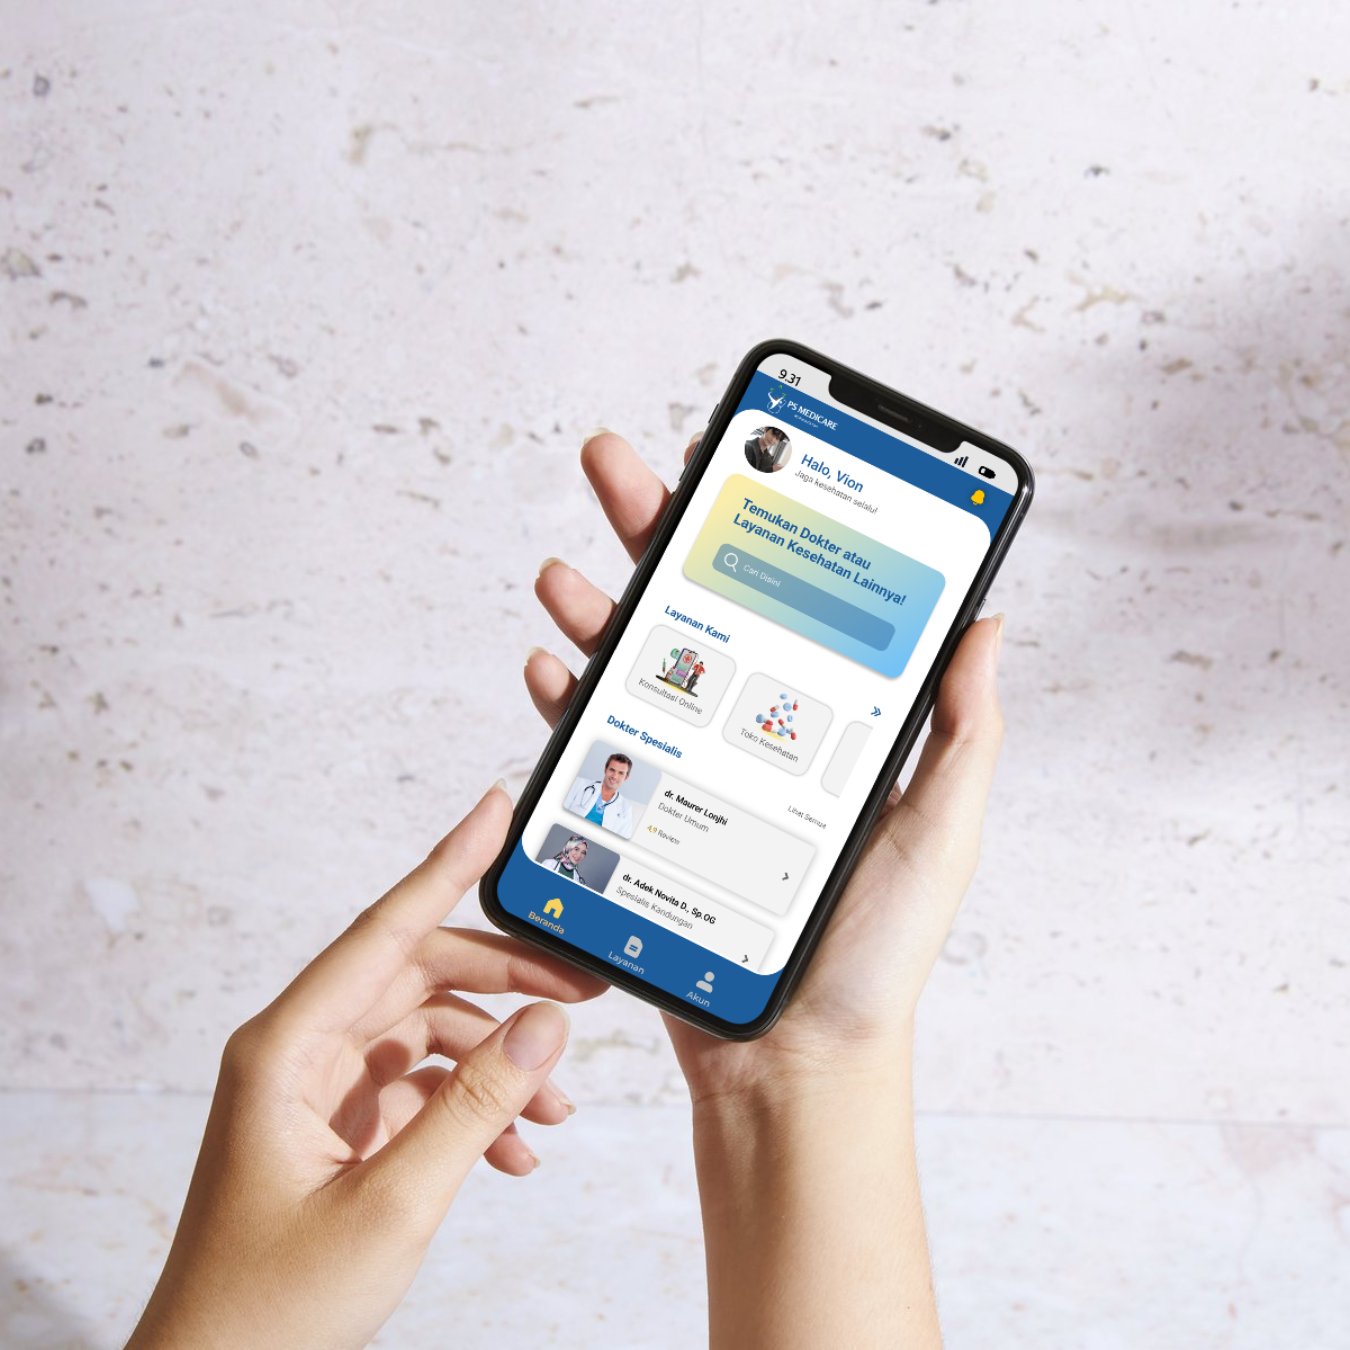 9.31
PS MEDICARE
Halo, Vion
Jaga kesehatan selalu!
Temukan Dokter atau
Layanan Kesehatan Lainnya!
Cari Disini
Layanan Kami
Konsultasi Online
Toko Kesehatan
Dokter Spesialis
Lihat Semua
dr. Maurer Lonjhi
Dokter Umum
4,9 Review
dr. Adek Novita D., Sp.OG
Spesialis Kandungan
Beranda
Layanan
Akun